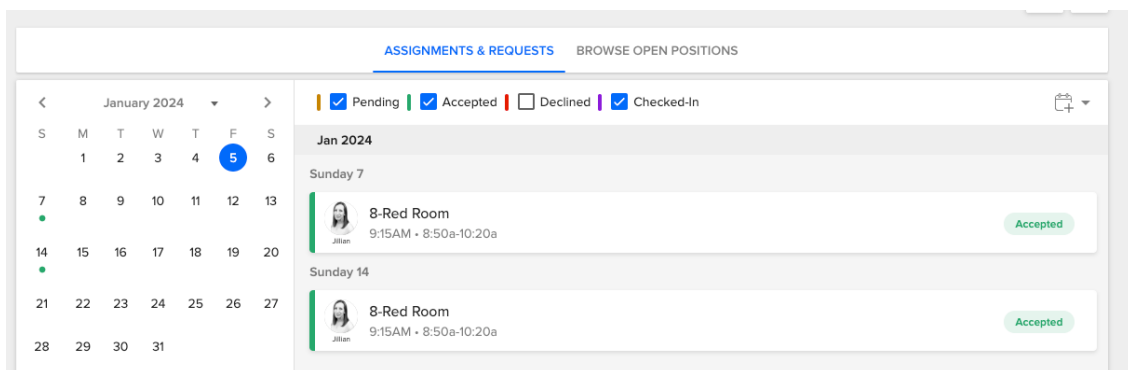 ASSIGNMENTS & REQUESTS BROWSE OPEN POSITIONS
January 2024
S M T W T F S
1 2 3 4 5 6
7 8 9 10 11 12 13
14 15 16 17 18 19 20
21 22 23 24 25 26 27
28 29 30 31
Pending Accepted Declined Checked-In
Jan 2024
Sunday 7
8-Red Room
9:15AM • 8:50a-10:20a
Jillian
Accepted
Sunday 14
8-Red Room
9:15AM • 8:50a-10:20a
Jillian
Accepted